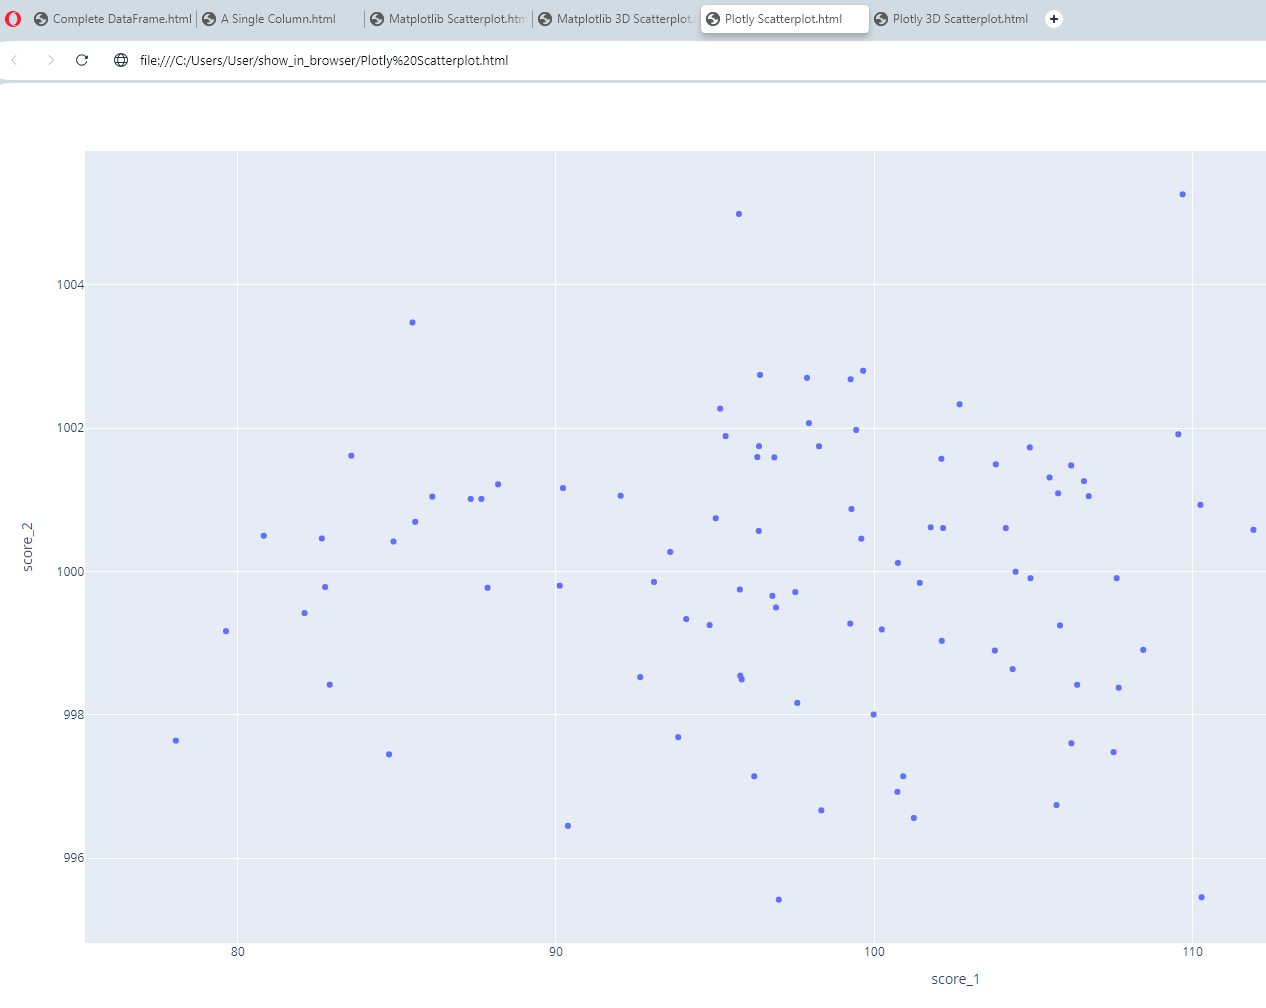 Complete DataFrame.html A Single Column.html Matplotlib Scatterplot.htm Matplotlib 3D Scatterplot. Plotly Scatterplot.html Plotly 3D Scatterplot.html
file:///C:/Users/User/show_in_browser/Plotly%20Scatterplot.html
1004
1002
score_2
1000
998
996
80 90 100 110
score_1